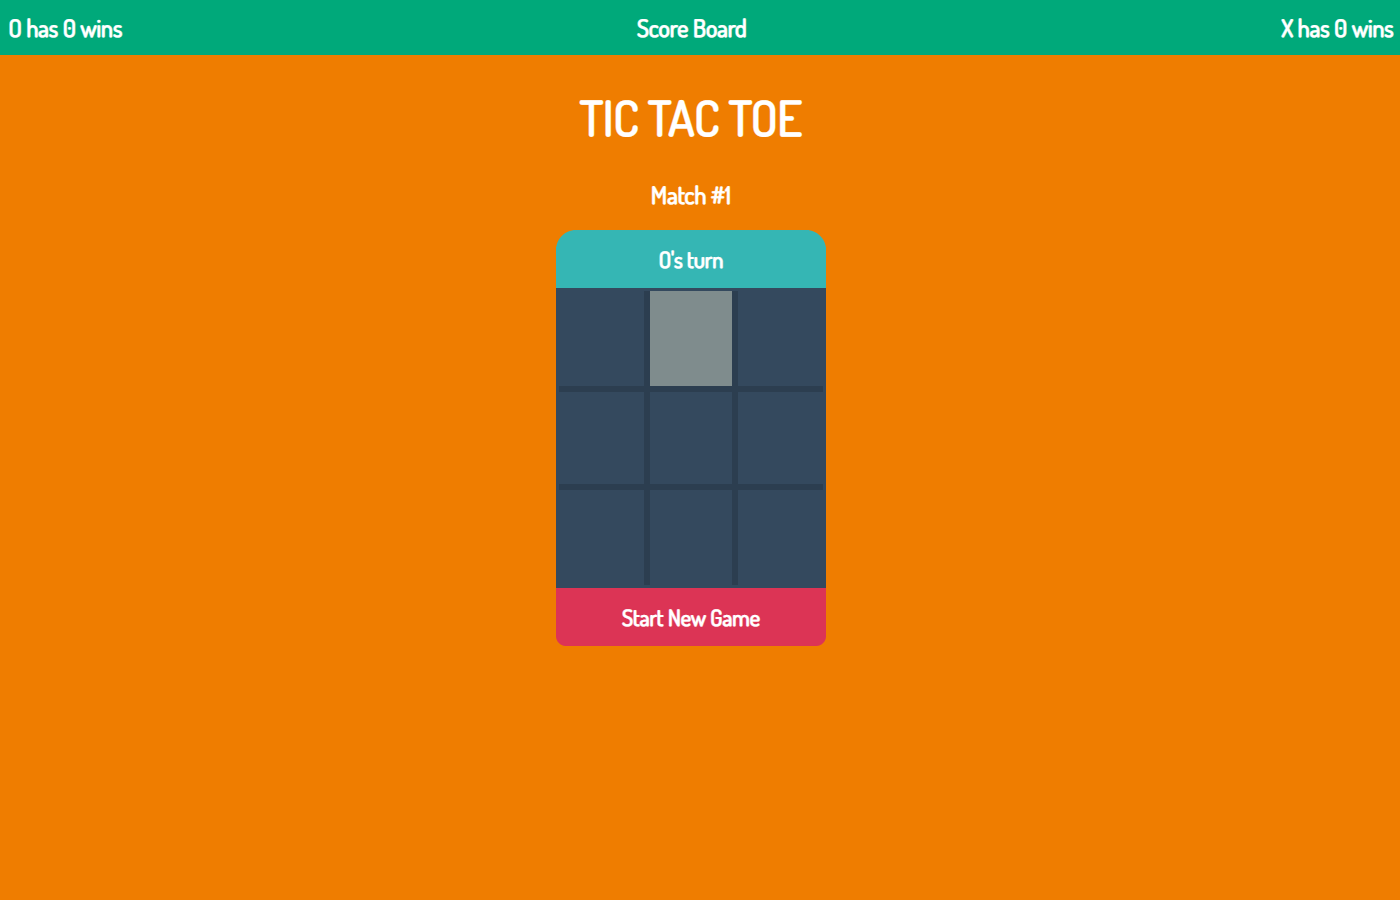 O has 0 wins
Score Board
X has 0 wins
TIC TAC TOE
Match #1
O's turn
Start New Game